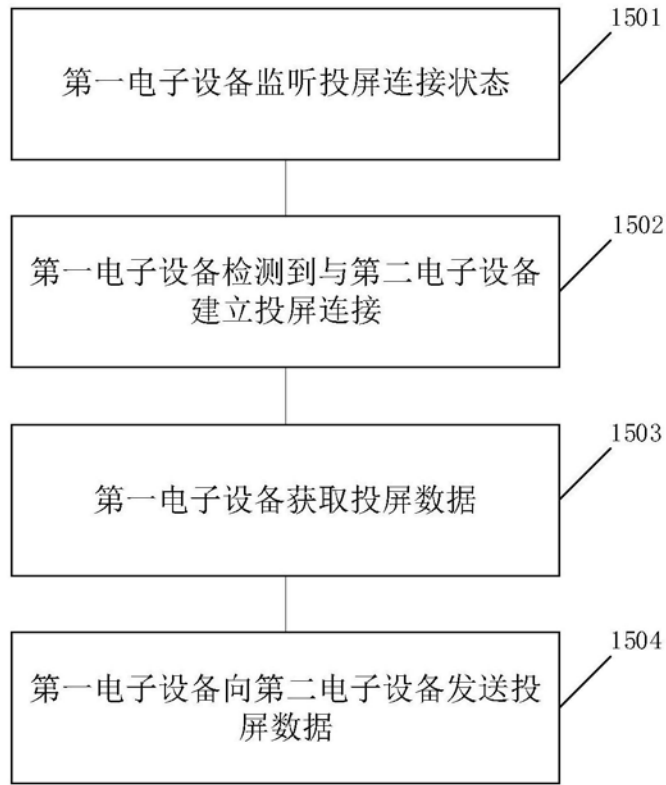 1501
第一电子设备监听投屏连接状态
1502
第一电子设备检测到与第二电子设备
建立投屏连接
1503
第一电子设备获取投屏数据
1504
第一电子设备向第二电子设备发送投
屏数据